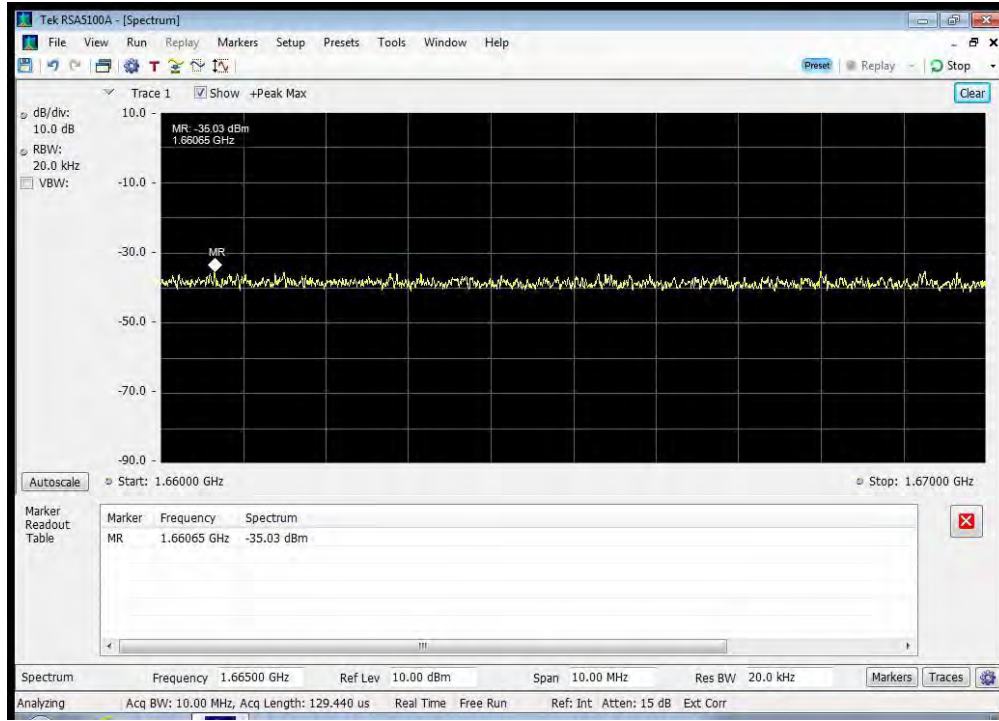 Tek RSA5100A - [Spectrum]
File View Run Replay Markers Setup Presets Tools Window Help
Preset Replay Stop
Trace 1 Show +Peak Max Clear
dB/div:
10.0 dB
RBW:
20.0 kHz
VBW:
10.0
-10.0
-30.0
-50.0
-70.0
-90.0
MR: -35.03 dBm
1.66065 GHz
MR
Autoscale Start: 1.66000 GHz Stop: 1.67000 GHz
Marker
Readout
Table
Marker Frequency Spectrum
MR 1.66065 GHz -35.03 dBm
Spectrum Frequency 1.66500 GHz Ref Lev 10.00 dBm Span 10.00 MHz Res BW 20.0 kHz Markers Traces
Analyzing Acq BW: 10.00 MHz, Acq Length: 129.440 us Real Time Free Run Ref: Int Atten: 15 dB Ext Corr